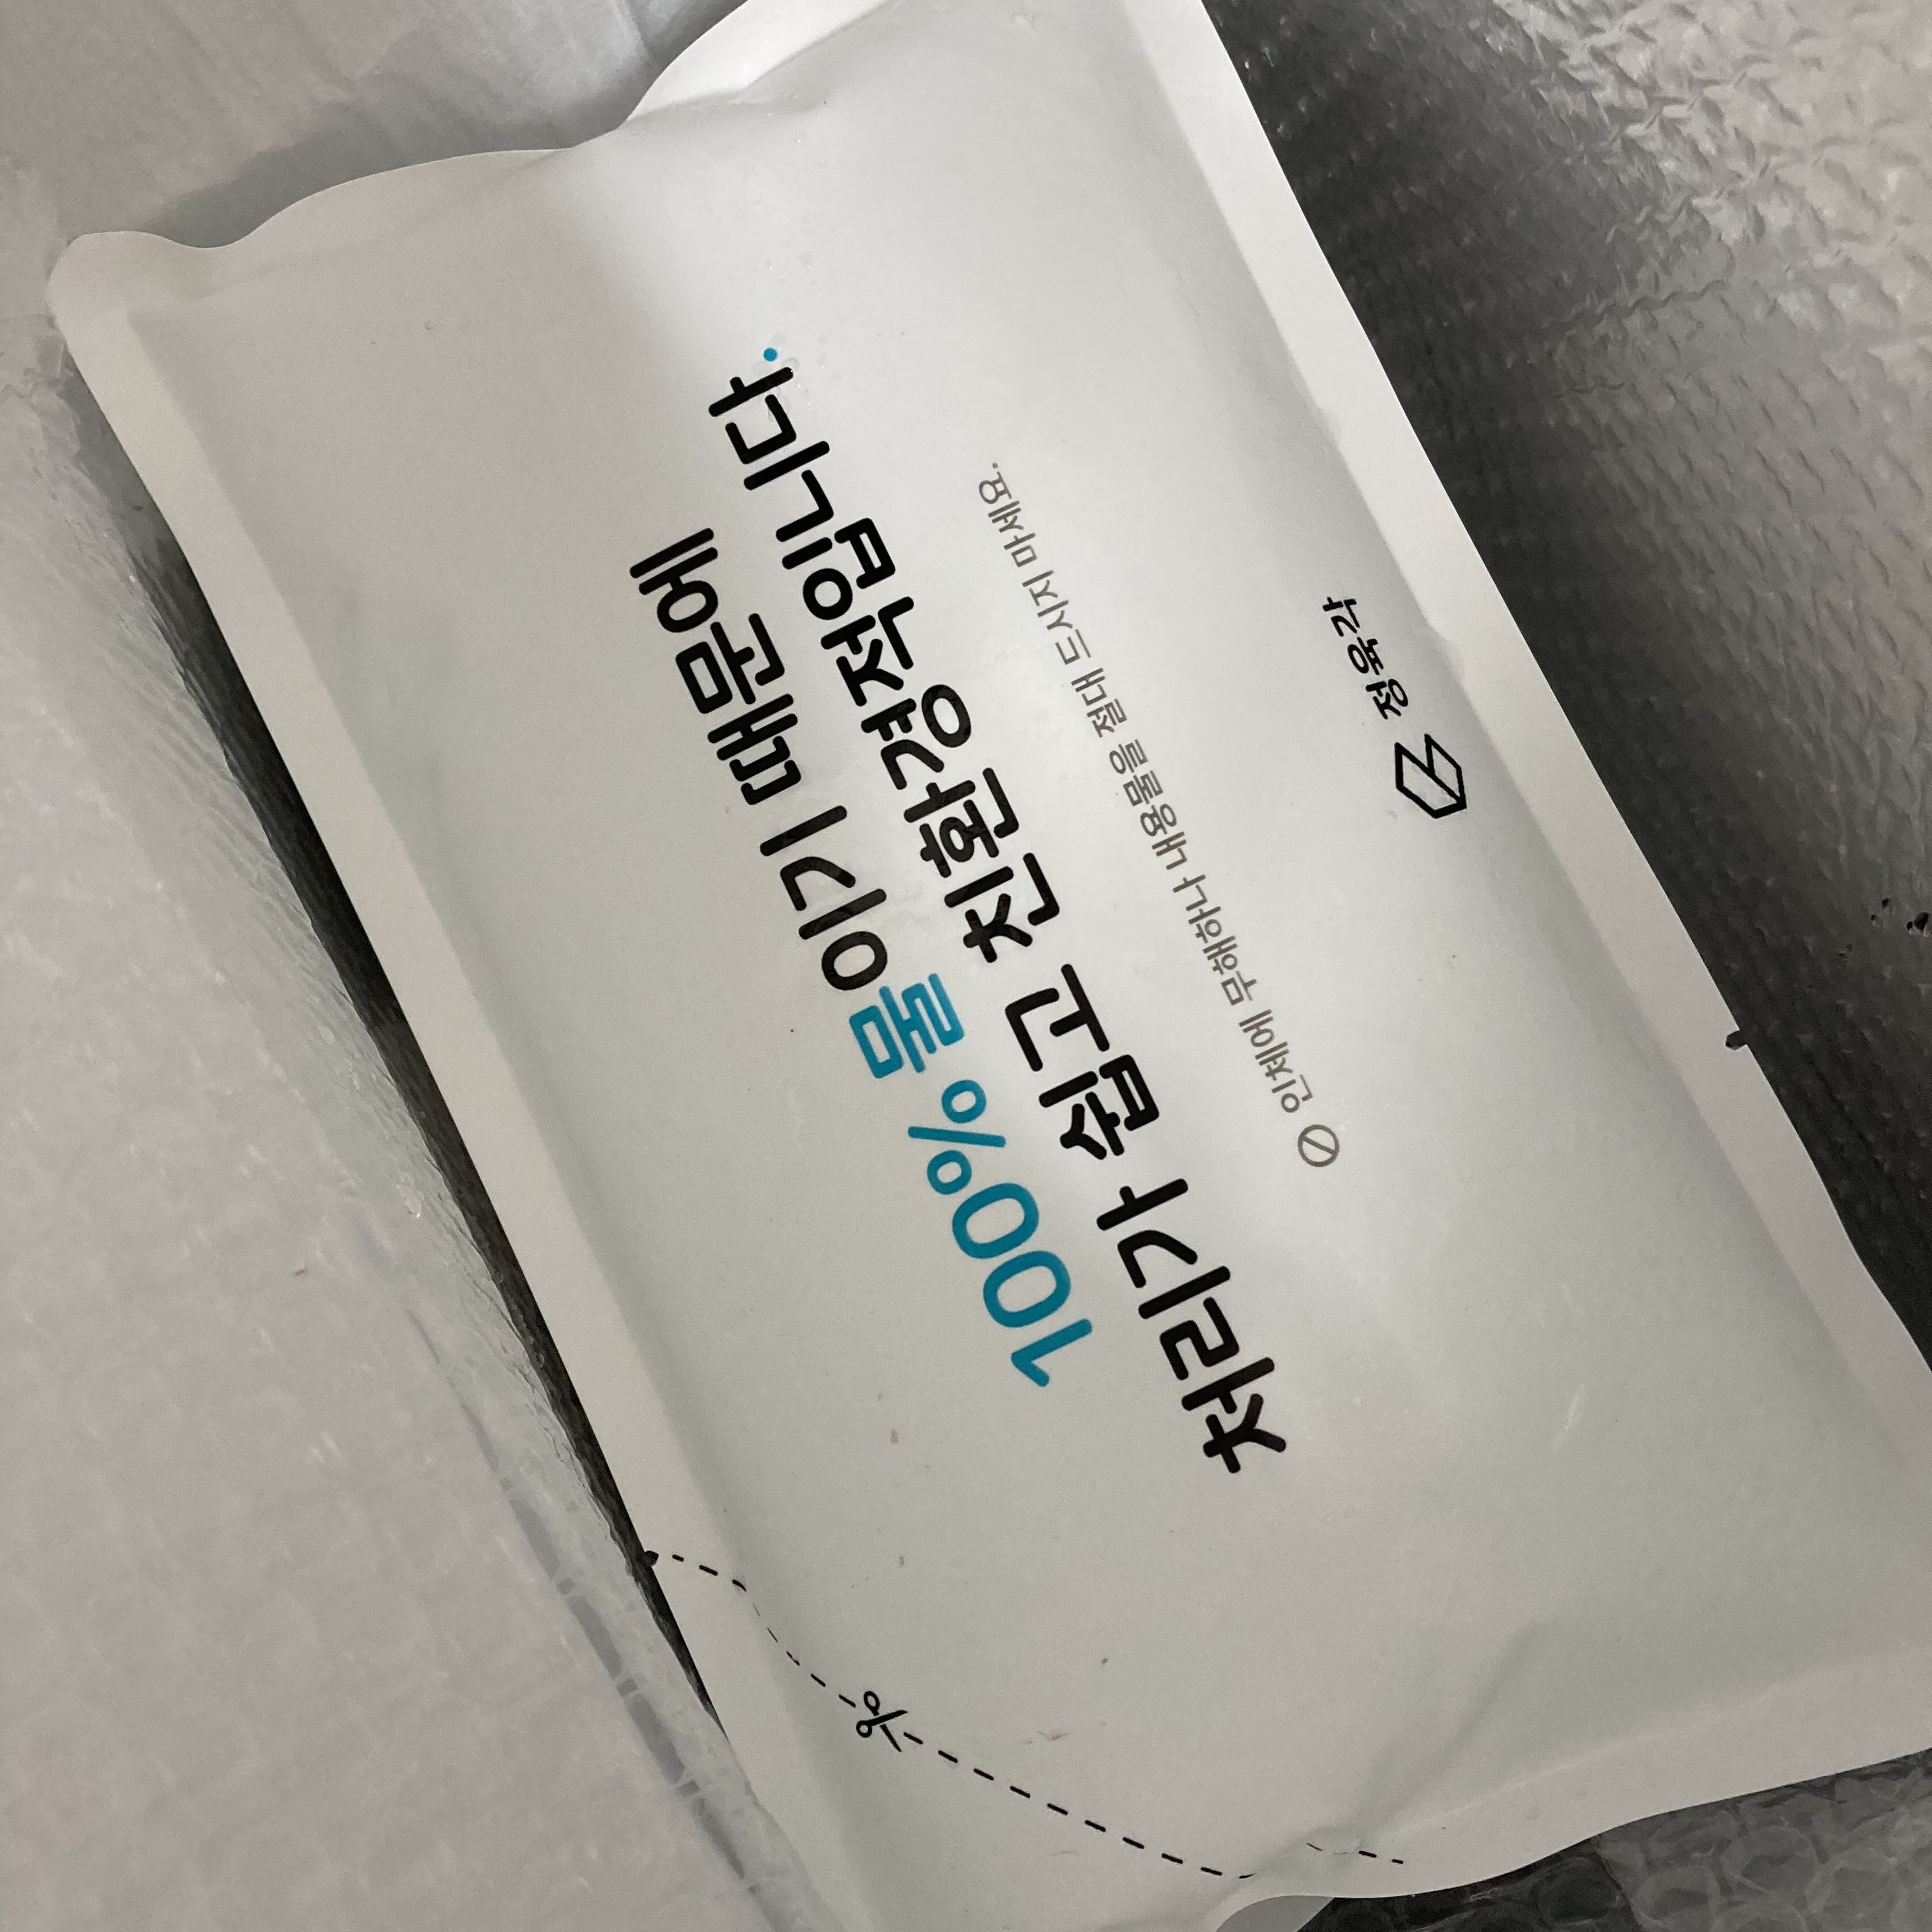 100% 물이기 때문에
처리가 쉽고 친환경적입니다.
인체에 무해하나 내용물을 절대 드시지 마세요.
정육각